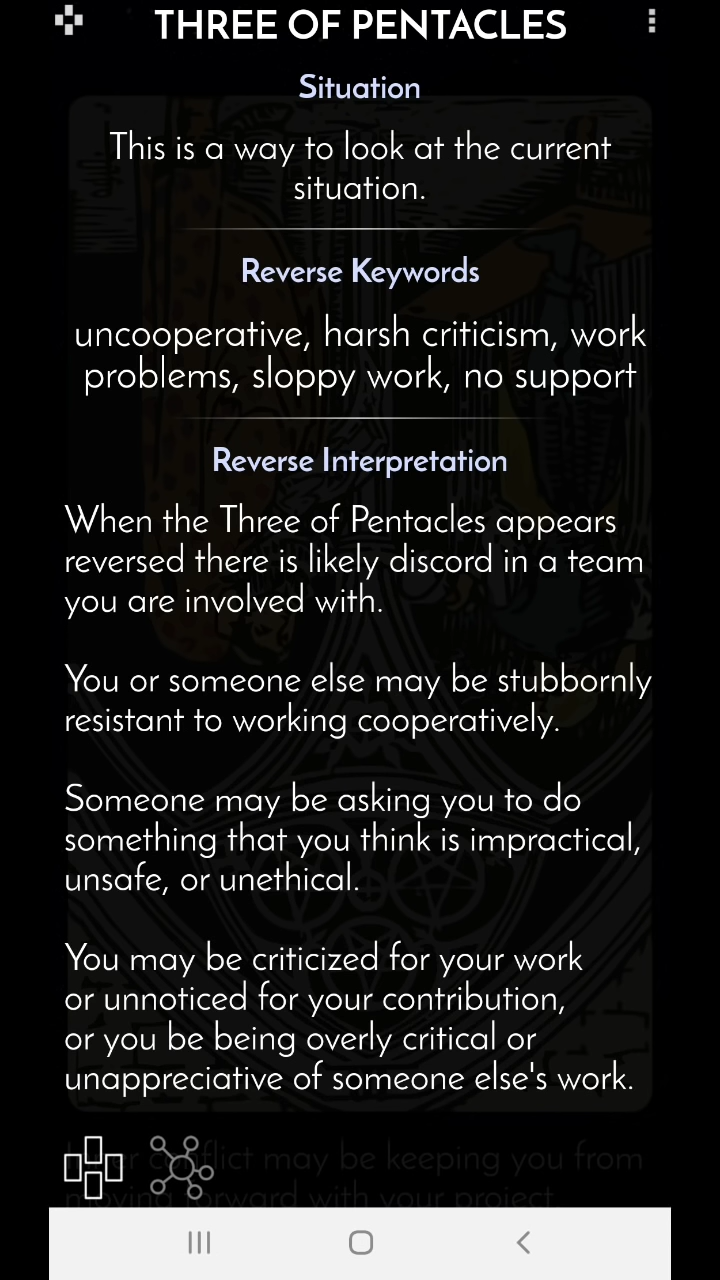 THREE OF PENTACLES
Situation
This is a way to look at the current
situation.
Reverse Keywords
uncooperative, harsh criticism, work
problems, sloppy work, no support
Reverse Interpretation
When the Three of Pentacles appears
reversed there is likely discord in a team
you are involved with.
You or someone else may be stubbornly
resistant to working cooperatively.
Someone may be asking you to do
something that you think is impractical,
unsafe, or unethical.
You may be criticized for your work
or unnoticed for your contribution,
or you be being overly critical or
unappreciative of someone else's work.
Inner conflict may be keeping you from
moving forward with your project